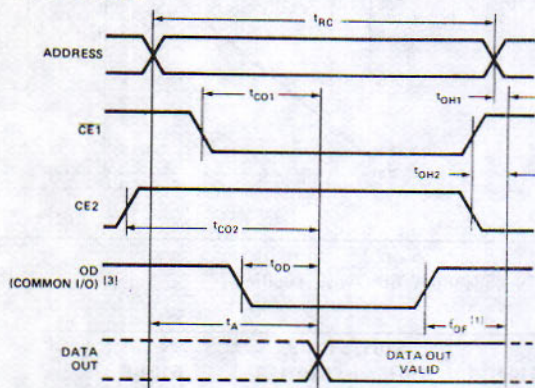 tRC
ADDRESS
tOH1
tCO1
CE1
tOH2
CE2
tCO2
OD
(COMMON I/O) [3]
tOD
tA
tOF [1]
DATA
OUT
DATA OUT
VALID